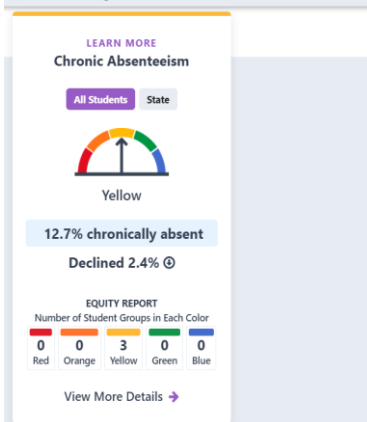 LEARN MORE
Chronic Absenteeism
All Students State
Yellow
12.7% chronically absent
Declined 2.4%
EQUITY REPORT
Number of Student Groups in Each Color
0 0 3 0 0
Red Orange Yellow Green Blue
View More Details